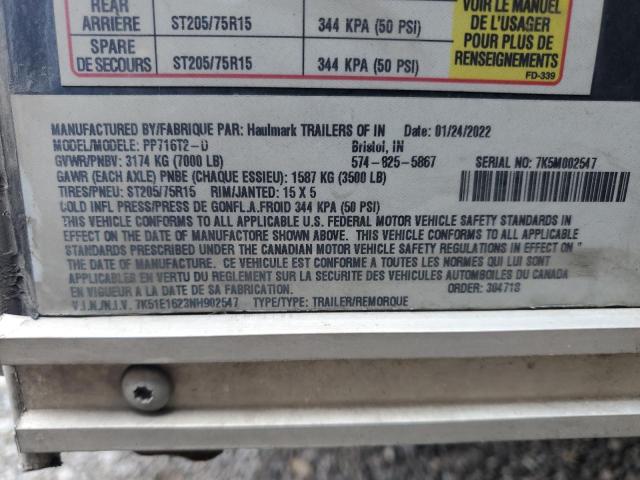 REAR ARRIÈRE ST205/75R15 344 KPA (50 PSI)
SPARE DE SECOURS ST205/75R15 344 KPA (50 PSI)
VOIR LE MANUEL
DE L'USAGER
POUR PLUS DE
RENSEIGNEMENTS
FD-339
MANUFACTURED BY/FABRIQUE PAR: Haulmark TRAILERS OF IN Date: 01/24/2022
MODEL/MODELE: PP716T2-D Bristol, IN
GVWR/PNBV: 3174 KG (7000 LB) 574-825-5867 SERIAL NO: 7K5M002547
GAWR (EACH AXLE) PNBE (CHAQUE ESSIEU): 1587 KG (3500 LB)
TIRES/PNEU: ST205/75R15 RIM/JANTED: 15 X 5
COLD INFL PRESS/PRESS DE GONFLA.FROID 344 KPA (50 PSI)
THIS VEHICLE CONFORMS TO ALL APPLICABLE U.S. FEDERAL MOTOR VEHICLE SAFETY STANDARDS
IN EFFECT ON THE DATE OF MANUFACTORE SHOWN ABOVE. THIS VEHICLE CONFORMS TO ALL APPLICABLE
STANDARDS PRESCRIBED UNDER THE CANADIAN MOTOR VEHICLE SAFETY REGULATIONS IN EFFECT ON
"THE DATE OF MANUFACTURE/CE VEHICULE EST CONFORME A TOUTES LES NORMES QUI LUI SONT
APPLICABLES EN VERTU DU REGLEMENT SUR LA SECURITE DES VEHICULES AUTOMOBILES DU CANADA
EN VIGUEUR A LA DATE DE SA FABRICATION. ORDER: 304718
V.I.N./N.I.V. 7K51E1623NH902547 TYPE/TYPE: TRAILER/REMORQUE